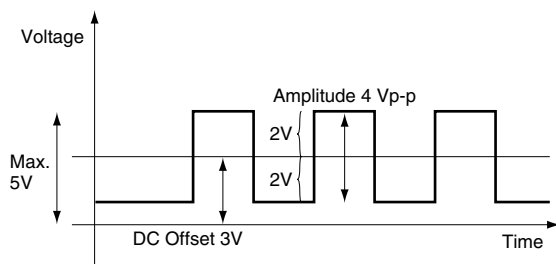 Voltage
Amplitude 4 Vp-p
2V
Max.
5V
2V
DC Offset 3V
Time